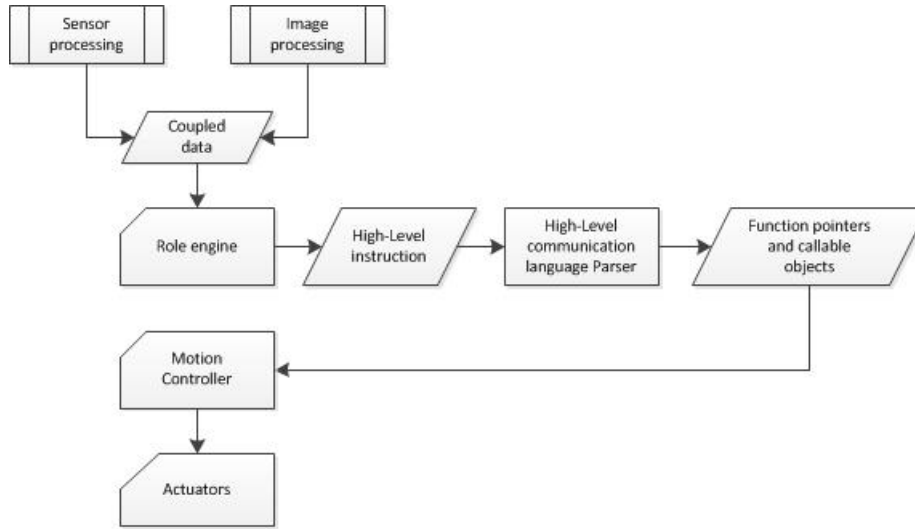 Sensor
processing
Image
processing
Coupled
data
Role engine
High-Level
instruction
High-Level
communication
language Parser
Function pointers
and callable
objects
Motion
Controller
Actuators